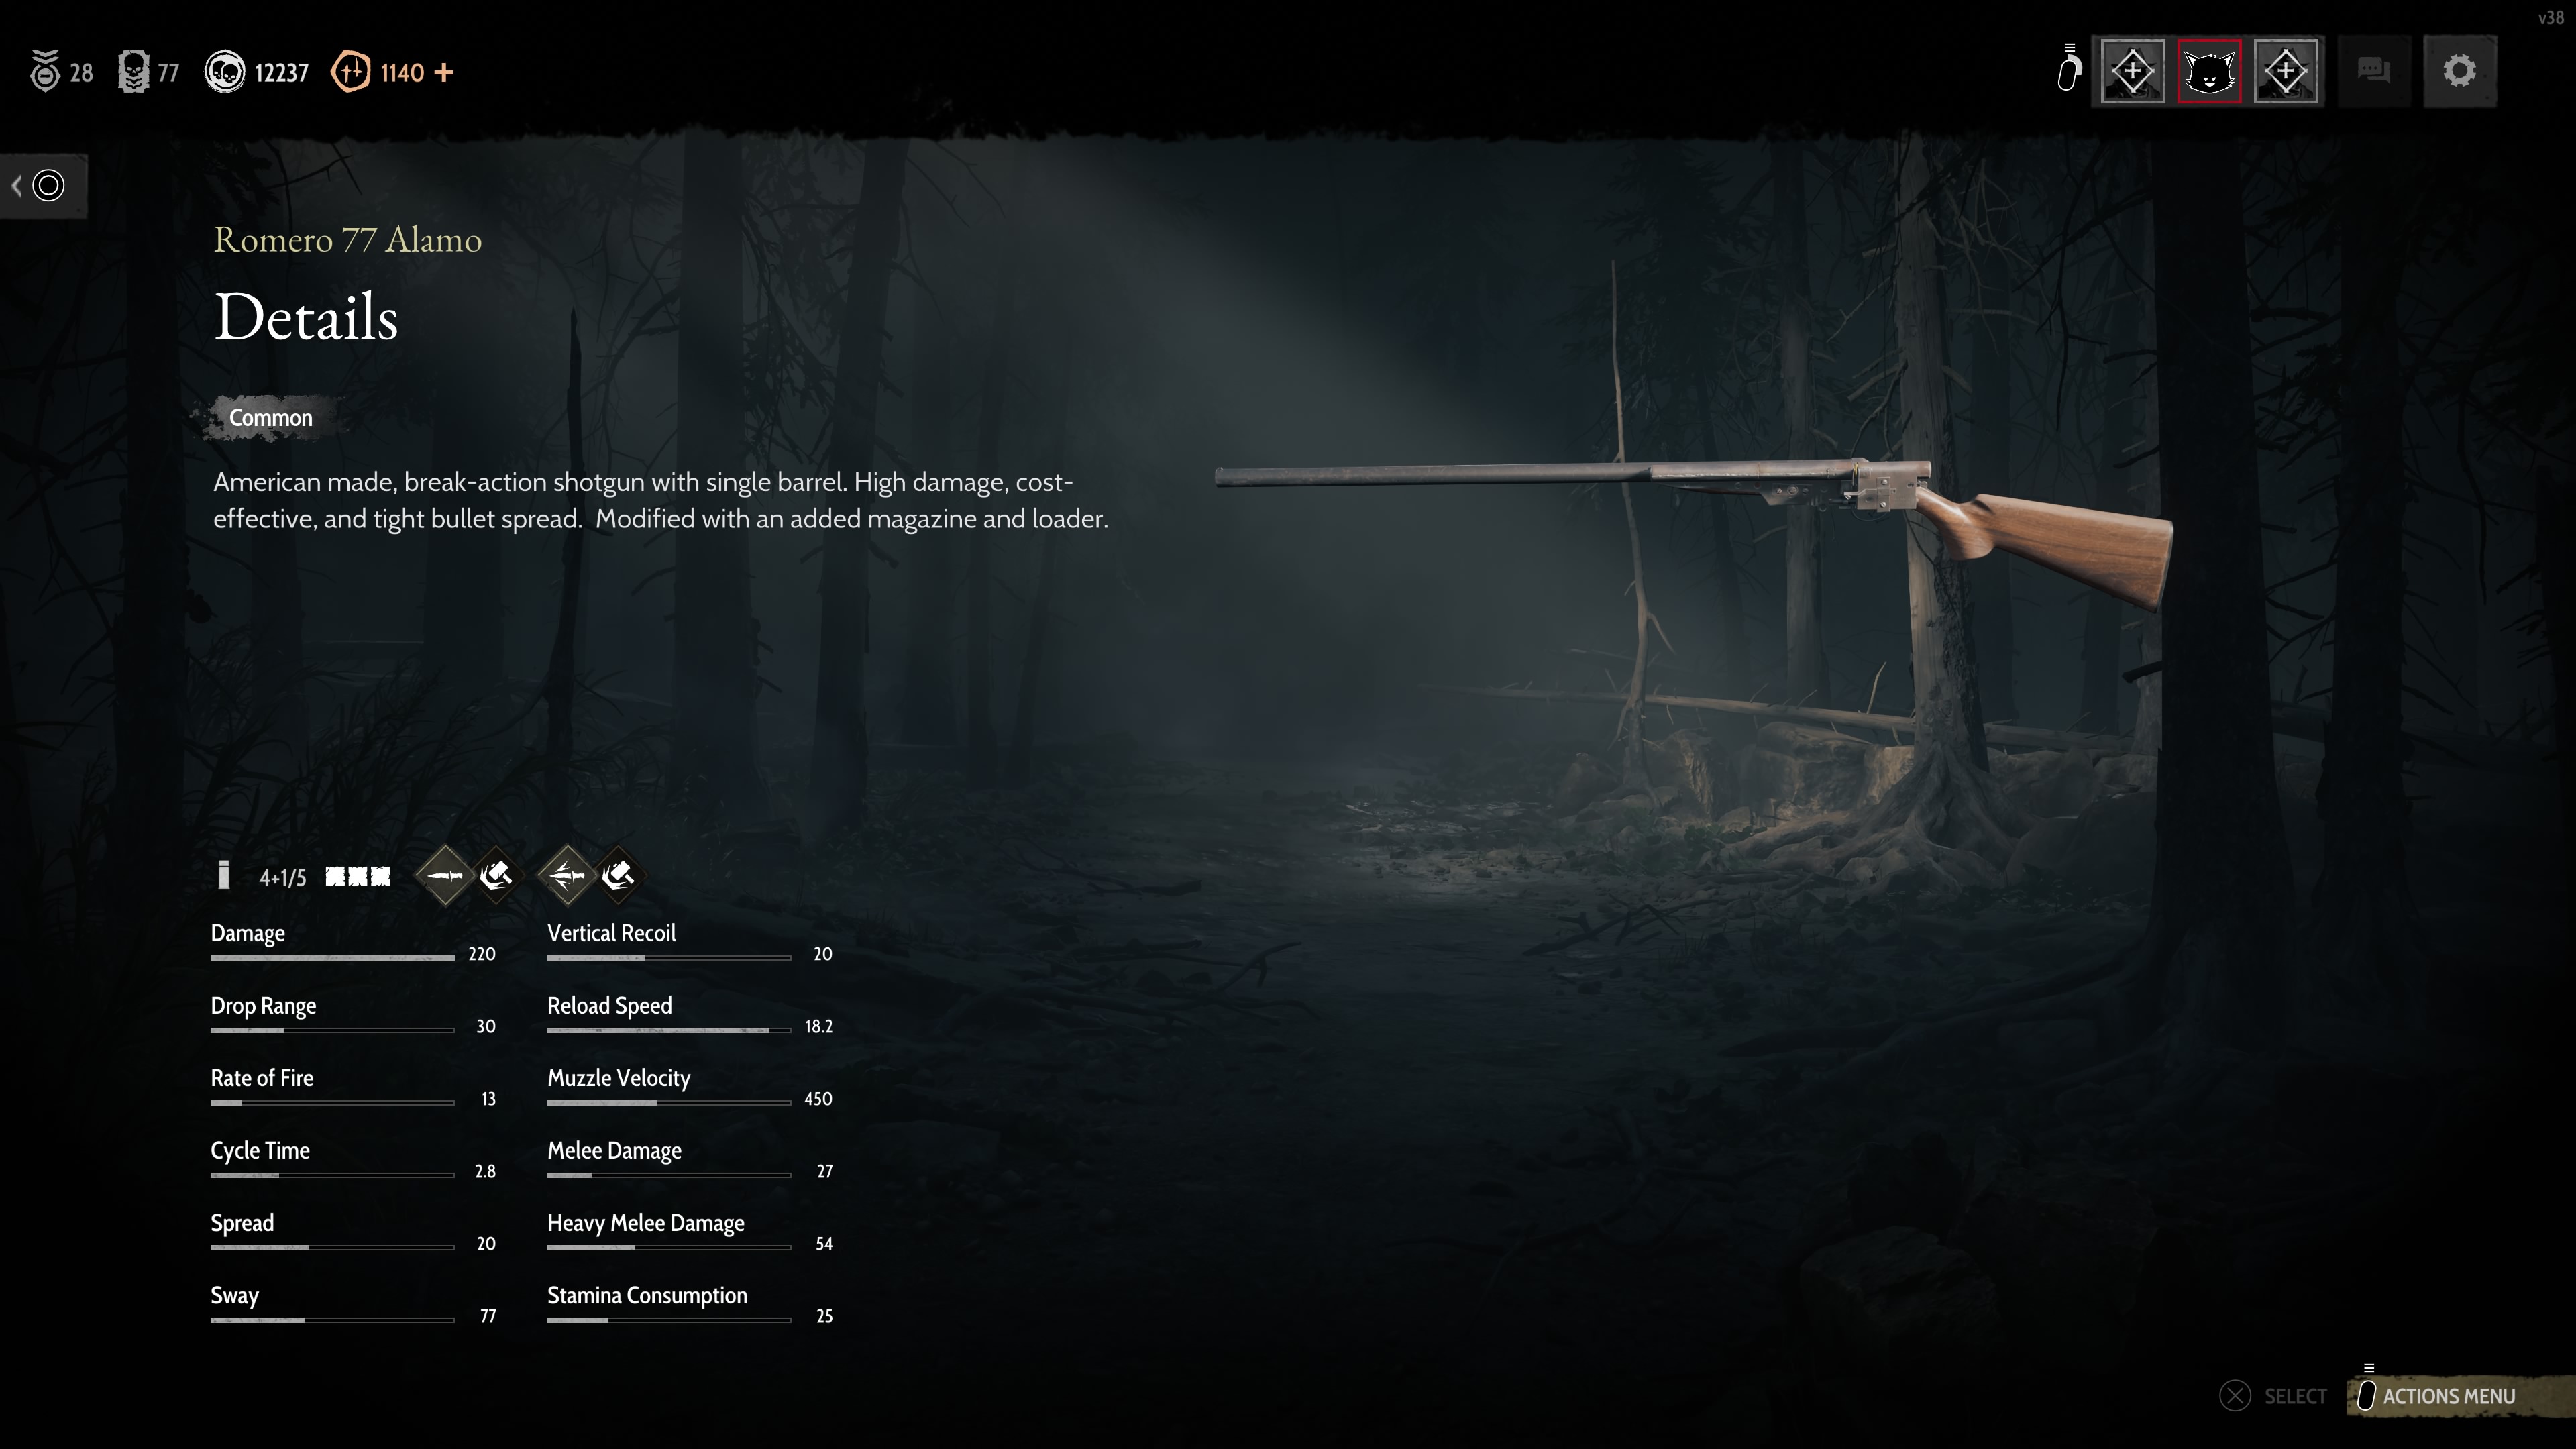 v38
28
77
12237
1140 +
Romero 77 Alamo
Details
Common
American made, break-action shotgun with single barrel. High damage, cost-
effective, and tight bullet spread.  Modified with an added magazine and loader.
4+1/5
Damage
220
Vertical Recoil
20
Drop Range
30
Reload Speed
18.2
Rate of Fire
13
Muzzle Velocity
450
Cycle Time
2.8
Melee Damage
27
Spread
20
Heavy Melee Damage
54
Sway
77
Stamina Consumption
25
SELECT
ACTIONS MENU